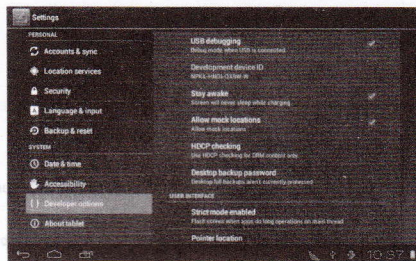 Settings
PERSONAL
Accounts & sync
Location services
Security
Language & input
Backup & reset
SYSTEM
Date & time
Accessibility
{ } Developer options
About tablet
USB debugging
Debug mode when USB is connected
Development device ID
Stay awake
Screen will never sleep while charging
Allow mock locations
Allow mock locations
HDCP checking
Use HDCP checking for DRM content only
Desktop backup password
Desktop full backups aren't currently protected
USER INTERFACE
Strict mode enabled
Flash screen when apps do long operations on main thread
Pointer location
10:37